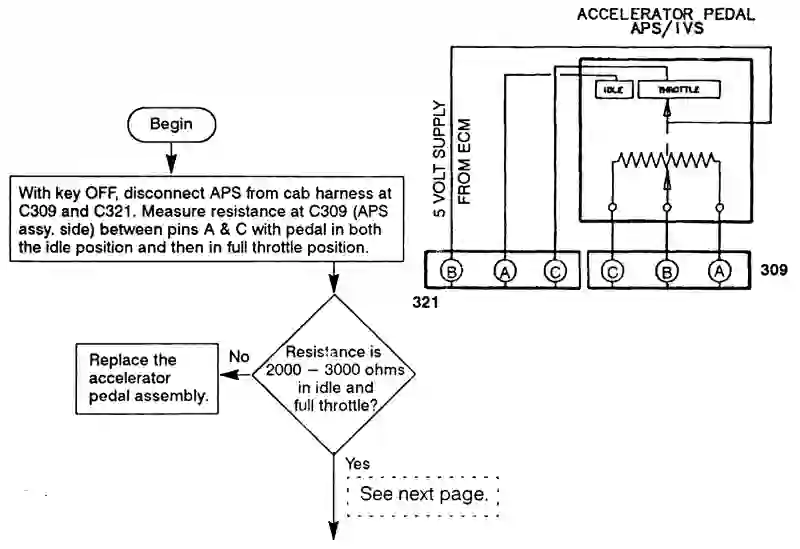 ACCELERATOR PEDAL
APS/IVS
IDLE
THROTTLE
5 VOLT SUPPLY
FROM ECM
B
A
C
C
B
A
321
309
Begin
With key OFF, disconnect APS from cab harness at
C309 and C321. Measure resistance at C309 (APS
assy. side) between pins A & C with pedal in both
the idle position and then in full throttle position.
Resistance is
2000 – 3000 ohms
in idle and
full throttle?
No
Replace the
accelerator
pedal assembly.
Yes
See next page.